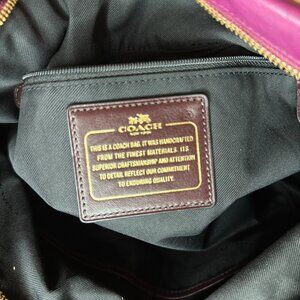 COACH
NEW YORK
THIS IS A COACH BAG. IT WAS HANDCRAFTED
FROM THE FINEST MATERIALS. ITS
SUPERIOR CRAFTSMANSHIP AND ATTENTION
TO DETAIL REFLECT OUR COMMITMENT
TO ENDURING QUALITY.